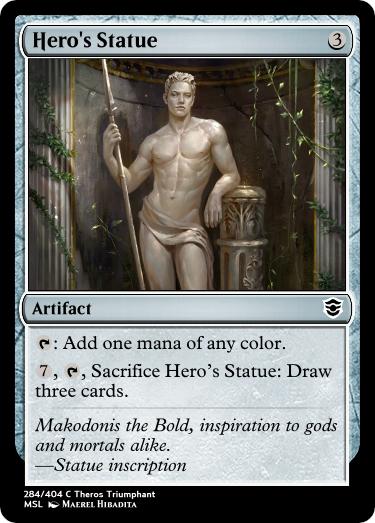 Hero's Statue 3
Artifact
: Add one mana of any color.
7, , Sacrifice Hero's Statue: Draw
three cards.
Makodonis the Bold, inspiration to gods
and mortals alike.
—Statue inscription
284/404 C Theros Triumphant
MSL Maerel Hibadita